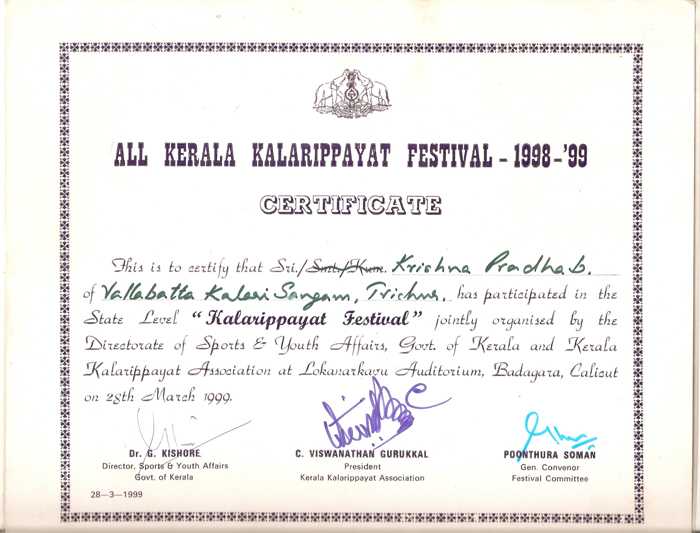 ALL KERALA KALARIPPAYAT FESTIVAL - 1998-'99
CERTIFICATE
This is to certify that Sri./Smt./Kum. Krishna Pradhab.
of Vallabatta Kalari Sangam, Trichur, has participated in the
State Level "Kalarippayat Festival" jointly organised by the
Directorate of Sports & Youth Affairs, Govt. of Kerala and Kerala
Kalarippayat Association at Lokanarkavu Auditorium, Badagara, Calicut
on 28th March 1999.
Dr. G. KISHORE
Director, Sports & Youth Affairs
Govt. of Kerala
C. VISWANATHAN GURUKKAL
President
Kerala Kalarippayat Association
POONTHURA SOMAN
Gen. Convenor
Festival Committee
28—3—1999